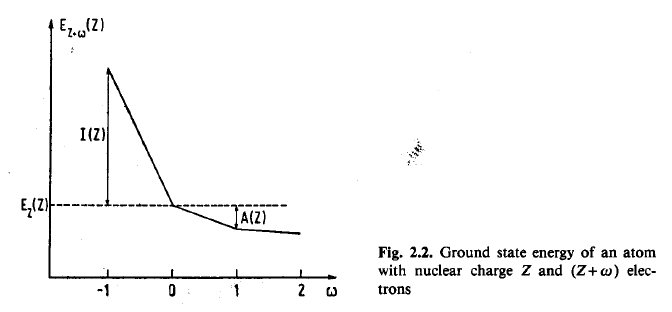 E_{Z+ω}(Z)
I(Z)
E_Z(Z)
A(Z)
-1 0 1 2 ω
Fig. 2.2. Ground state energy of an atom
with nuclear charge Z and (Z+ω) elec-
trons